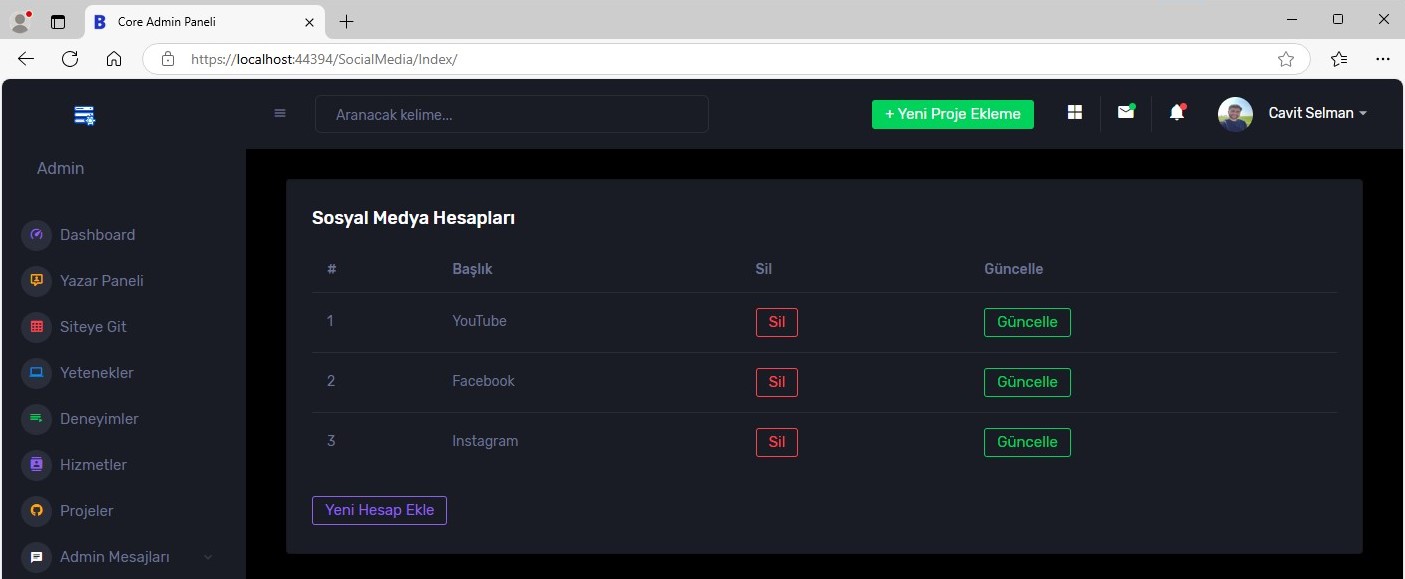 Core Admin Paneli
https://localhost:44394/SocialMedia/Index/
Aranacak kelime...
+ Yeni Proje Ekleme
Cavit Selman
Admin
Dashboard
Yazar Paneli
Siteye Git
Yetenekler
Deneyimler
Hizmetler
Projeler
Admin Mesajları
Sosyal Medya Hesapları
# Başlık Sil Güncelle
1 YouTube Sil Güncelle
2 Facebook Sil Güncelle
3 Instagram Sil Güncelle
Yeni Hesap Ekle